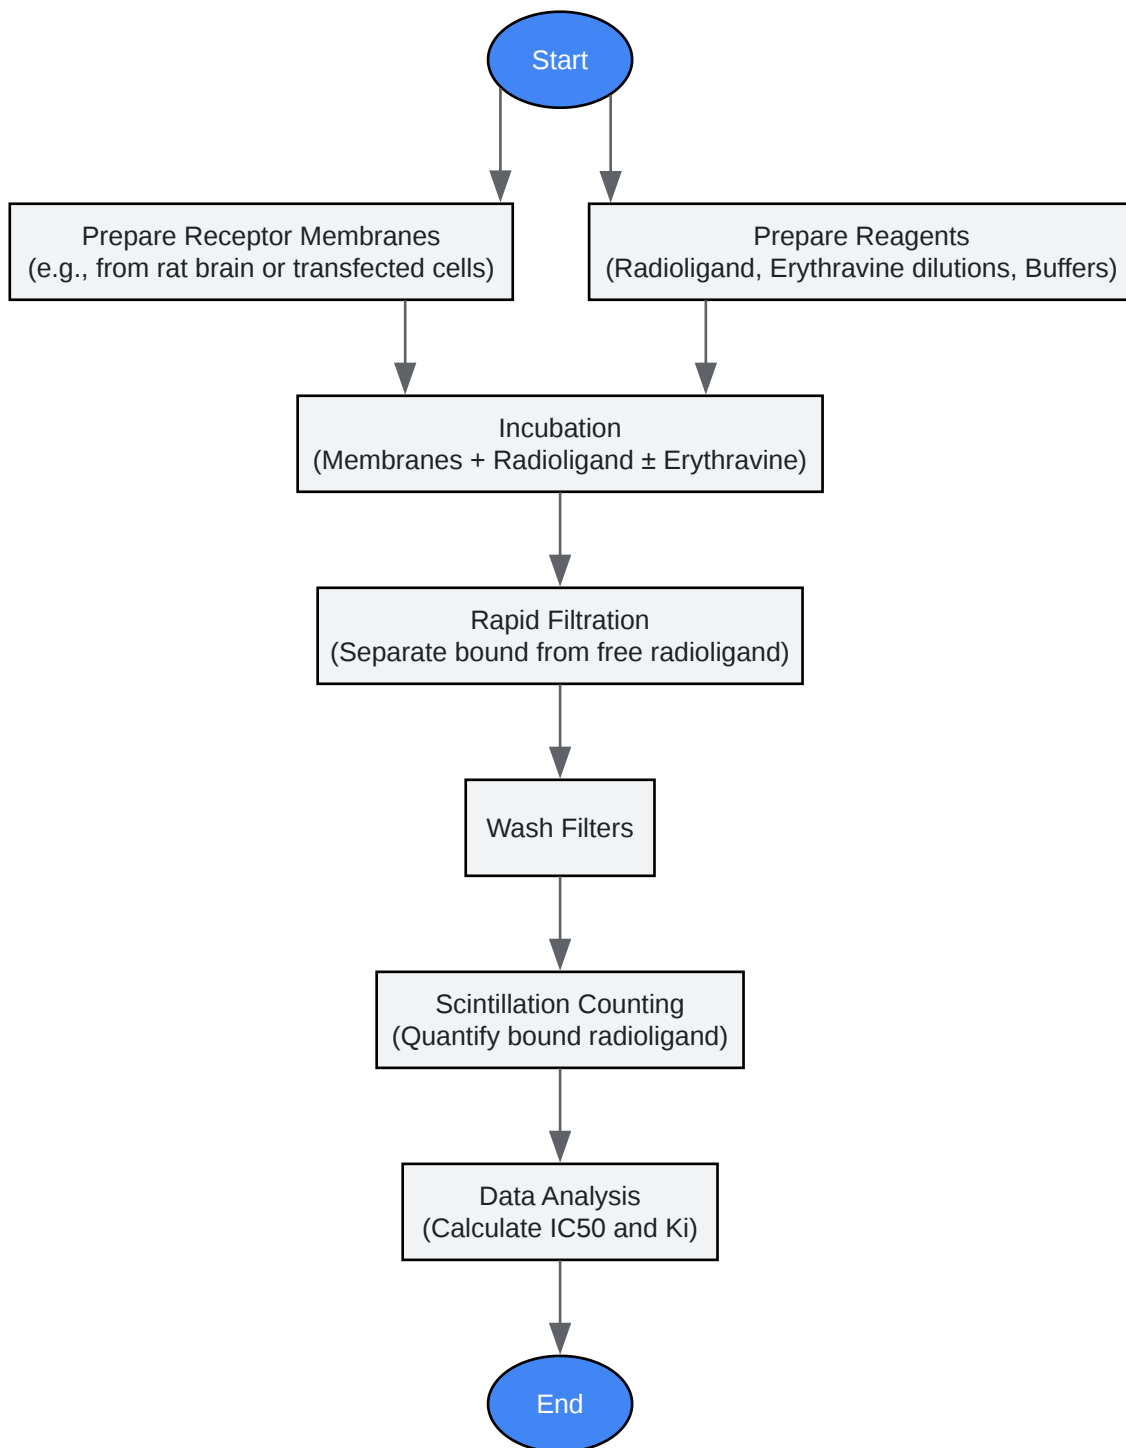 Start
Prepare Receptor Membranes
(e.g., from rat brain or transfected cells)
Prepare Reagents
(Radioligand, Erythravine dilutions, Buffers)
Incubation
(Membranes + Radioligand ± Erythravine)
Rapid Filtration
(Separate bound from free radioligand)
Wash Filters
Scintillation Counting
(Quantify bound radioligand)
Data Analysis
(Calculate IC50 and Ki)
End